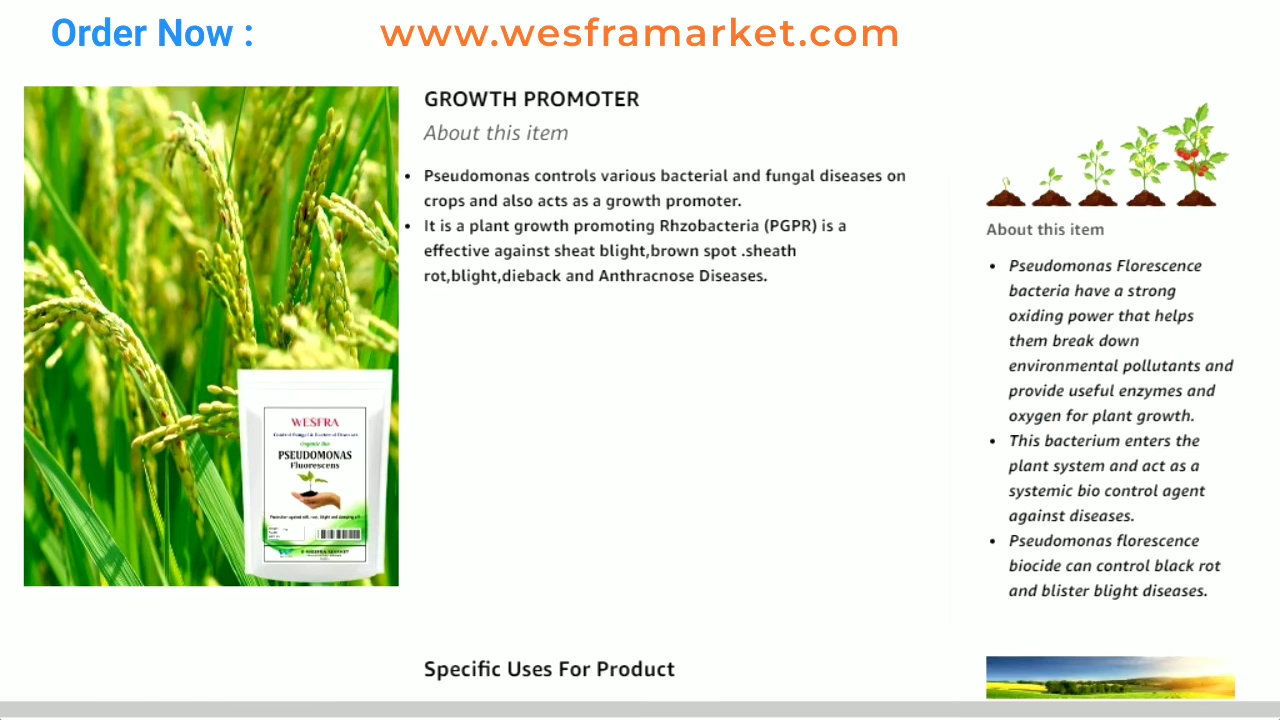 Order Now :
www.wesframarket.com
GROWTH PROMOTER
About this item
• Pseudomonas controls various bacterial and fungal diseases on
crops and also acts as a growth promoter.
• It is a plant growth promoting Rhzobacteria (PGPR) is a
effective against sheat blight,brown spot .sheath
rot,blight,dieback and Anthracnose Diseases.
WESFRA
Organic Bio
PSEUDOMONAS
Fluorescens
Specific Uses For Product
About this item
• Pseudomonas Florescence
bacteria have a strong
oxiding power that helps
them break down
environmental pollutants and
provide useful enzymes and
oxygen for plant growth.
• This bacterium enters the
plant system and act as a
systemic bio control agent
against diseases.
• Pseudomonas florescence
biocide can control black rot
and blister blight diseases.